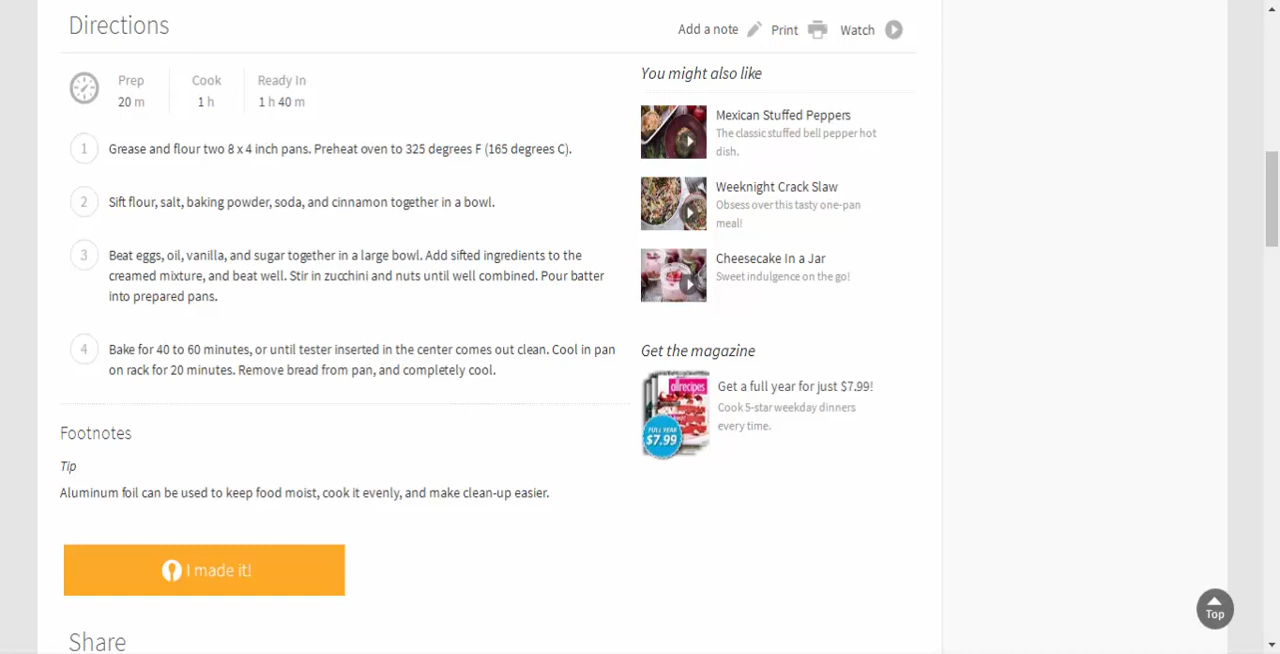 Directions
Add a note Print Watch
Prep Cook Ready In
20 m 1 h 1 h 40 m
1 Grease and flour two 8 x 4 inch pans. Preheat oven to 325 degrees F (165 degrees C).
2 Sift flour, salt, baking powder, soda, and cinnamon together in a bowl.
3 Beat eggs, oil, vanilla, and sugar together in a large bowl. Add sifted ingredients to the
creamed mixture, and beat well. Stir in zucchini and nuts until well combined. Pour batter
into prepared pans.
4 Bake for 40 to 60 minutes, or until tester inserted in the center comes out clean. Cool in pan
on rack for 20 minutes. Remove bread from pan, and completely cool.
Footnotes
Tip
Aluminum foil can be used to keep food moist, cook it evenly, and make clean-up easier.
I made it!
Share
You might also like
Mexican Stuffed Peppers
The classic stuffed bell pepper hot
dish.
Weeknight Crack Slaw
Obsess over this tasty one-pan
meal!
Cheesecake In a Jar
Sweet indulgence on the go!
Get the magazine
allrecipes
FULL YEAR
$7.99
Get a full year for just $7.99!
Cook 5-star weekday dinners
every time.
Top